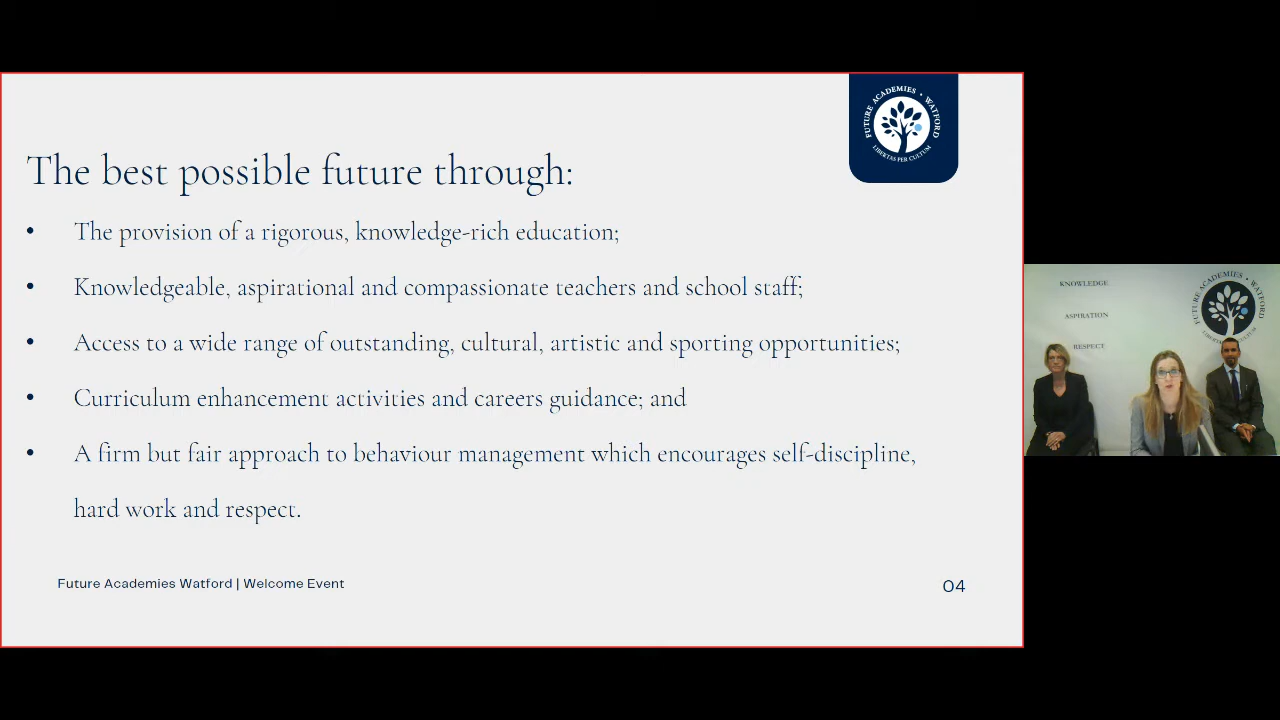 FUTURE ACADEMIES • WATFORD
LIBERTAS PER CULTUM
The best possible future through:
• The provision of a rigorous, knowledge-rich education;
• Knowledgeable, aspirational and compassionate teachers and school staff;
• Access to a wide range of outstanding, cultural, artistic and sporting opportunities;
• Curriculum enhancement activities and careers guidance; and
• A firm but fair approach to behaviour management which encourages self-discipline,
hard work and respect.
Future Academies Watford | Welcome Event
04
KNOWLEDGE
ASPIRATION
RESPECT
FUTURE ACADEMIES • WATFORD